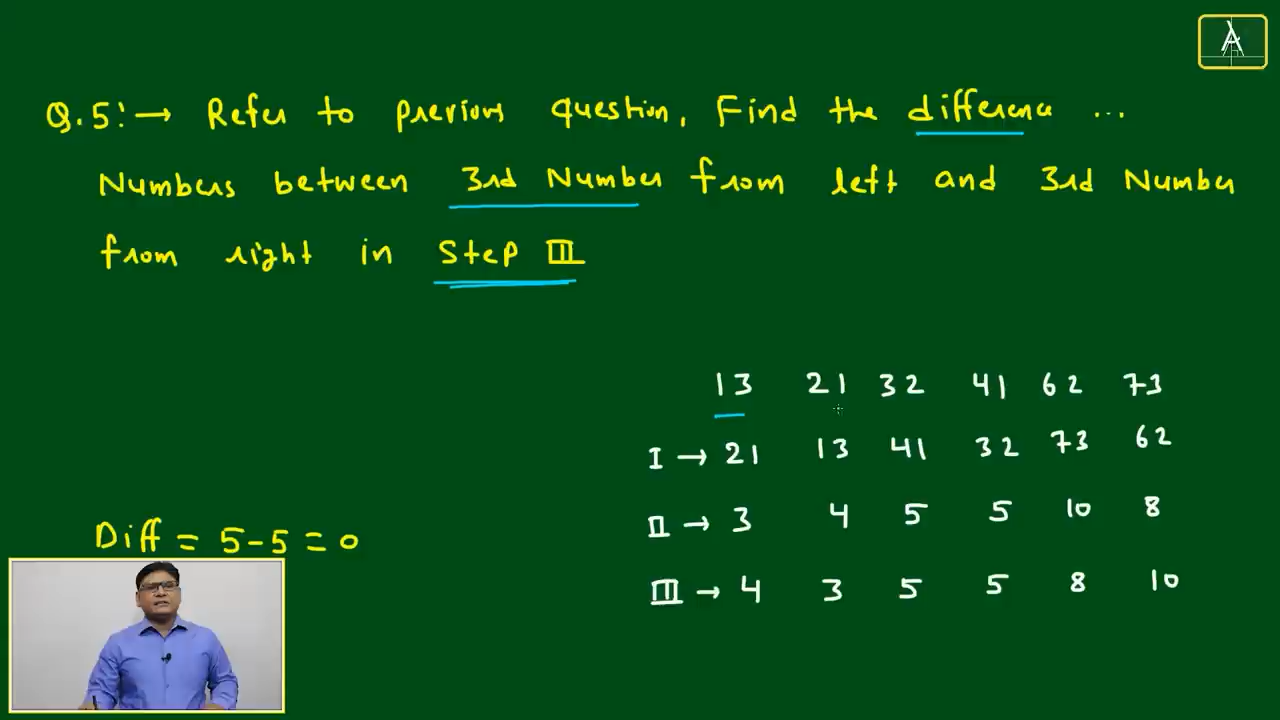 Q.5:→ Refer to previous question, Find the difference ...
Numbers between 3rd Number from left and 3rd Number
from right in Step III
13 21 32 41 62 73
I → 21 13 41 32 73 62
II → 3 4 5 5 10 8
Diff = 5-5=0
III → 4 3 5 5 8 10